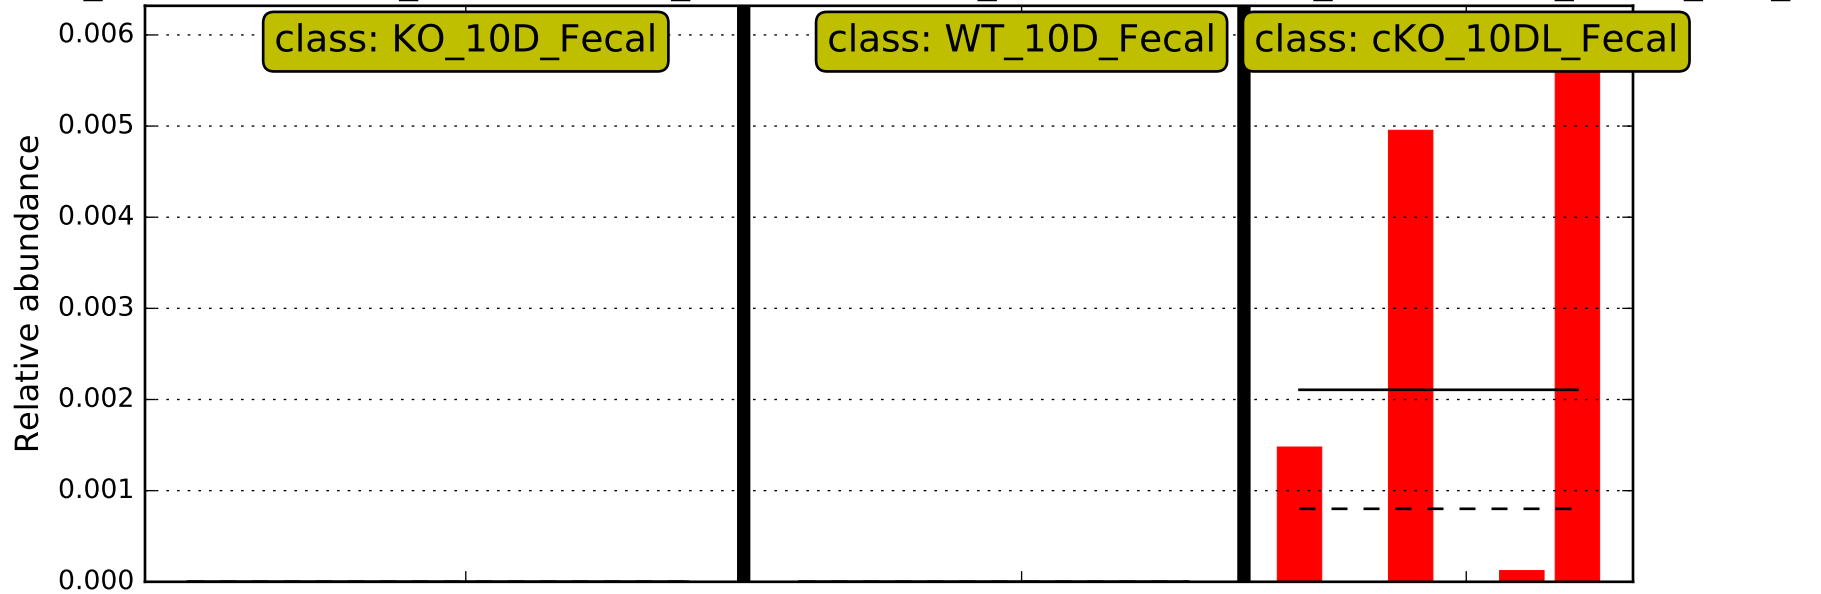 class: KO_10D_Fecal
class: WT_10D_Fecal
class: cKO_10DL_Fecal
Relative abundance
0.006
0.005
0.004
0.003
0.002
0.001
0.000